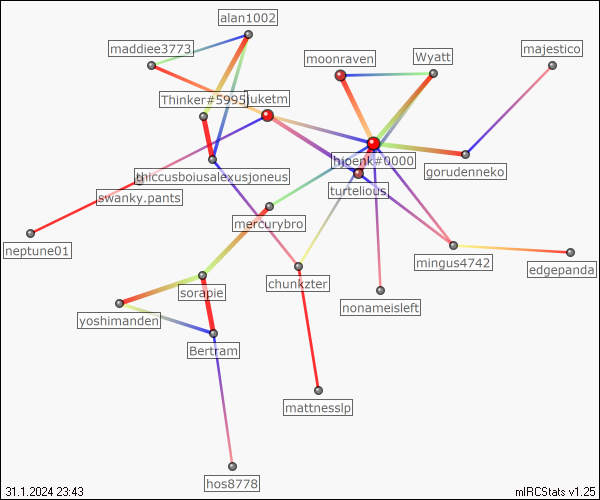 alan1002
maddiee3773
moonraven
Wyatt
majestico
Thinker#5995
juketm
hjoenk#0000
gorudenneko
thiccusboiusalexusjoneus
turtelious
swanky.pants
mercurybro
neptune01
mingus4742
edgepanda
sorapie
chunkzter
nonameisleft
yoshimanden
Bertram
mattnesslp
hos8778
31.1.2024 23:43
mIRCStats v1.25